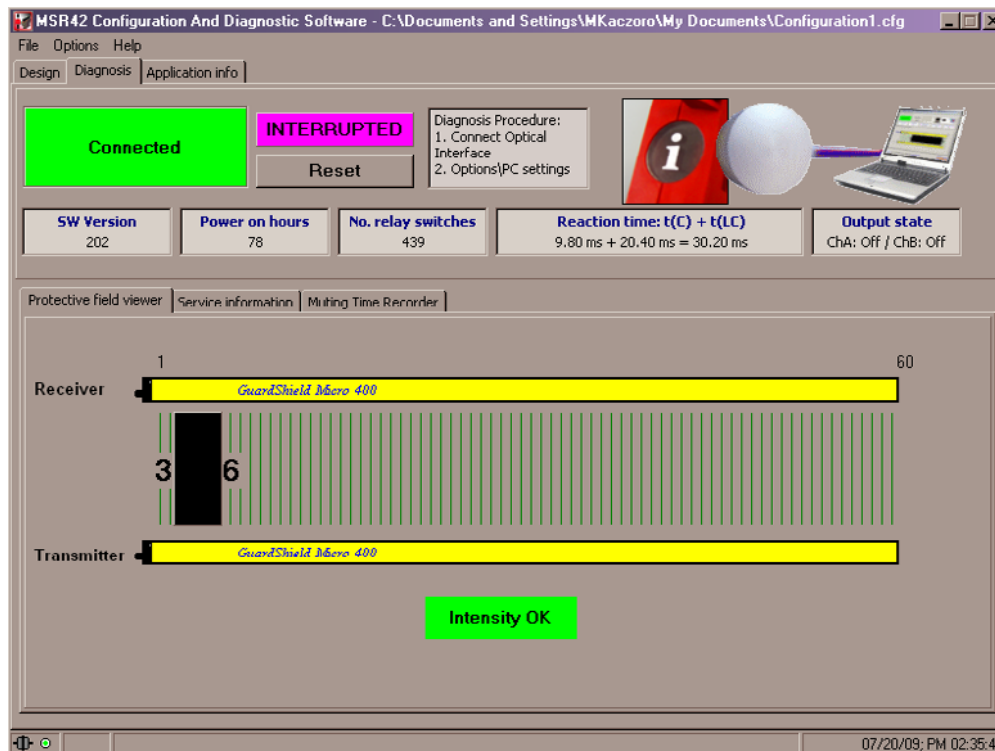 MSR42 Configuration And Diagnostic Software - C:\Documents and Settings\MKaczoro\My Documents\Configuration1.cfg
File Options Help
Design Diagnosis Application info
Connected
INTERRUPTED
Reset
Diagnosis Procedure:
1. Connect Optical
Interface
2. Options\PC settings
i
SW Version
202
Power on hours
78
No. relay switches
439
Reaction time: t(C) + t(LC)
9.80 ms + 20.40 ms = 30.20 ms
Output state
ChA: Off / ChB: Off
Protective field viewer Service information Muting Time Recorder
1 60
Receiver
GuardShield Micro 400
3 6
Transmitter
GuardShield Micro 400
Intensity OK
07/20/09; PM 02:35:4